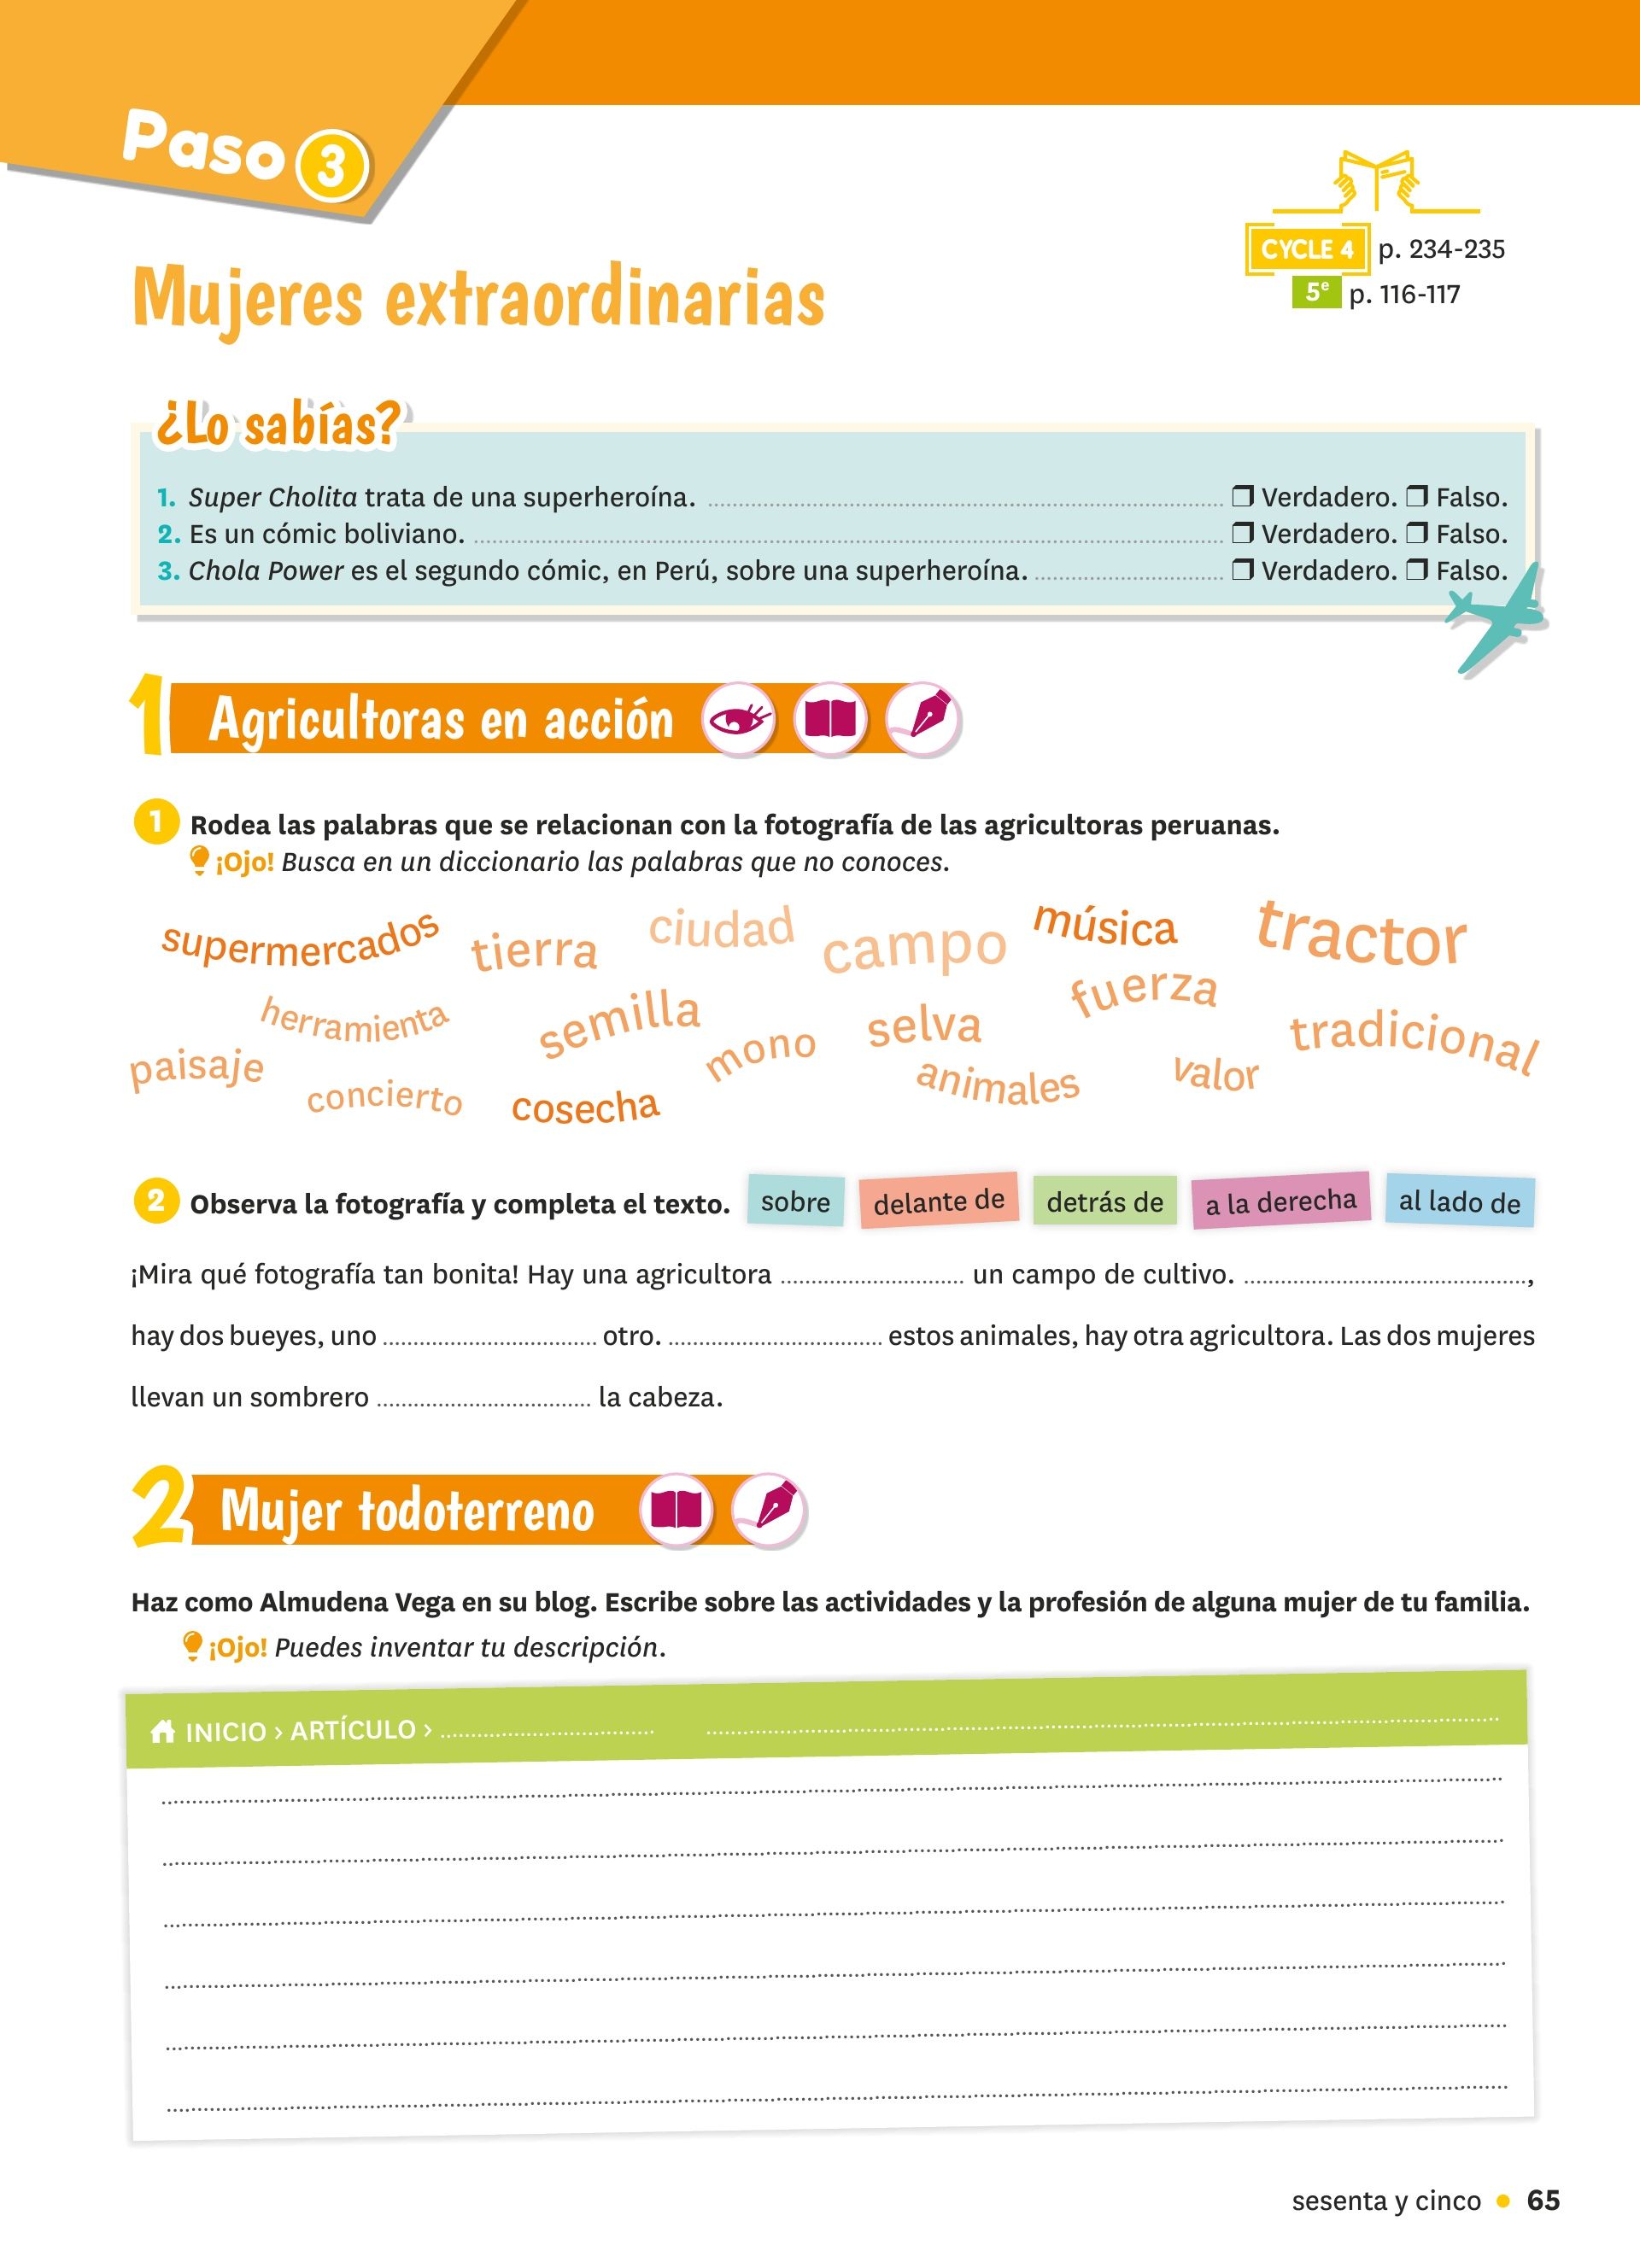 Paso 3
CYCLE 4 p. 234-235
5e p. 116-117
Mujeres extraordinarias
¿Lo sabías?
1. Super Cholita trata de una superheroína. ❒ Verdadero. ❒ Falso.
2. Es un cómic boliviano. ❒ Verdadero. ❒ Falso.
3. Chola Power es el segundo cómic, en Perú, sobre una superheroína. ❒ Verdadero. ❒ Falso.
1 Agricultoras en acción
1 Rodea las palabras que se relacionan con la fotografía de las agricultoras peruanas.
¡Ojo! Busca en un diccionario las palabras que no conoces.
supermercados tierra ciudad campo música tractor
herramienta semilla mono selva fuerza tradicional
paisaje concierto cosecha animales valor
2 Observa la fotografía y completa el texto. sobre delante de detrás de a la derecha al lado de
¡Mira qué fotografía tan bonita! Hay una agricultora .......... un campo de cultivo. ..........,
hay dos bueyes, uno .......... otro. .......... estos animales, hay otra agricultora. Las dos mujeres
llevan un sombrero .......... la cabeza.
2 Mujer todoterreno
Haz como Almudena Vega en su blog. Escribe sobre las actividades y la profesión de alguna mujer de tu familia.
¡Ojo! Puedes inventar tu descripción.
INICIO > ARTÍCULO > ..........
sesenta y cinco • 65